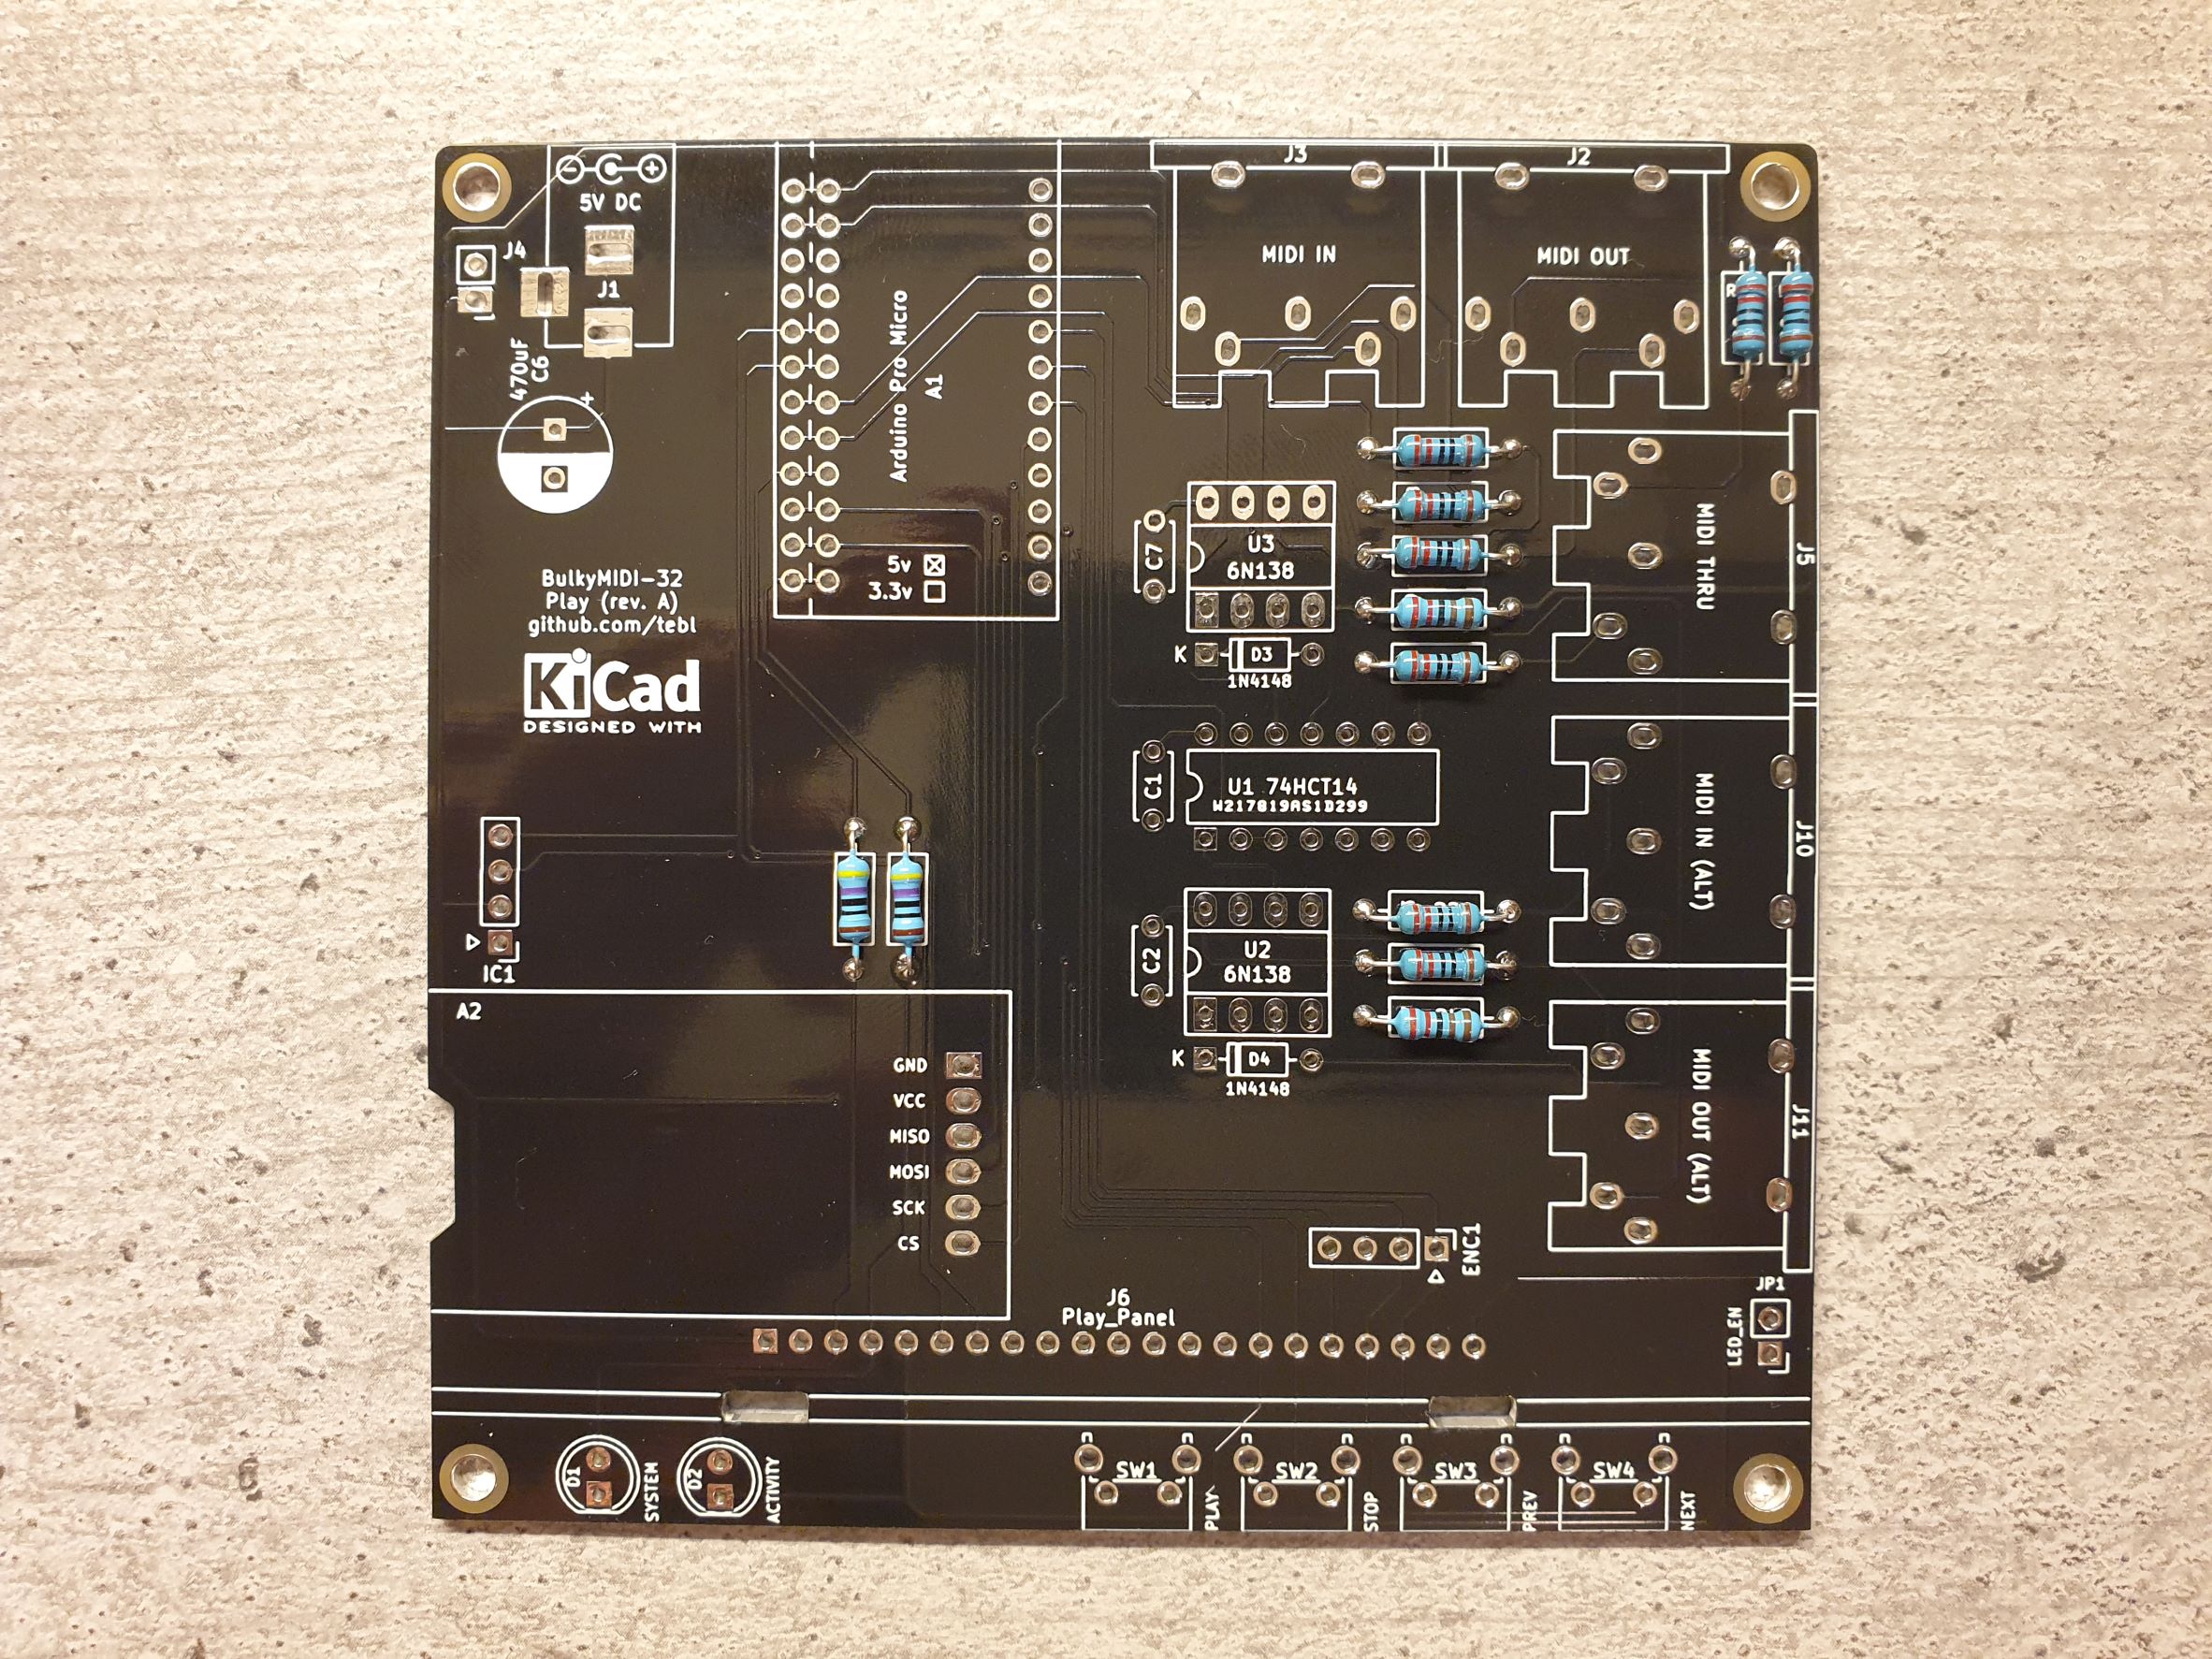 5V DC
J4
J1
470uF
C6
+
Arduino Pro Micro
A1
5v
3.3v
J3
MIDI IN
J2
MIDI OUT
R
BulkyMIDI-32
Play (rev. A)
github.com/tebl
KiCad
DESIGNED WITH
C7
U3
6N138
K
D3
1N4148
MIDI THRU
J5
C1
U1 74HCT14
W217819AS1D299
MIDI IN (ALT)
J10
C2
U2
6N138
K
D4
1N4148
MIDI OUT (ALT)
J11
IC1
A2
GND
VCC
MISO
MOSI
SCK
CS
ENC1
J6
Play_Panel
JP1
LED_EN
D1
SYSTEM
D2
ACTIVITY
SW1
PLAY
SW2
STOP
SW3
PREV
SW4
NEXT